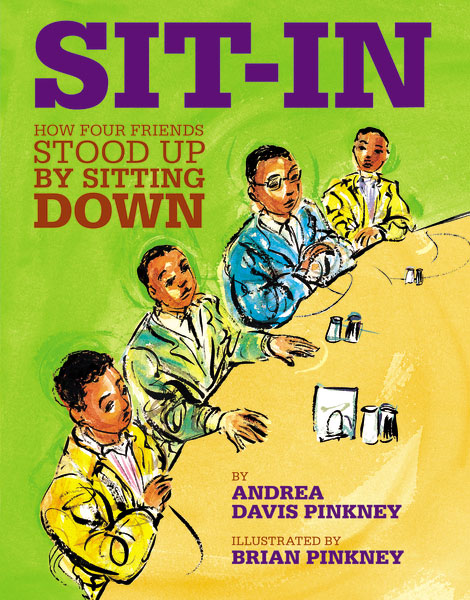 SIT-IN
HOW FOUR FRIENDS
STOOD UP
BY SITTING
DOWN
BY
ANDREA
DAVIS PINKNEY
ILLUSTRATED BY
BRIAN PINKNEY